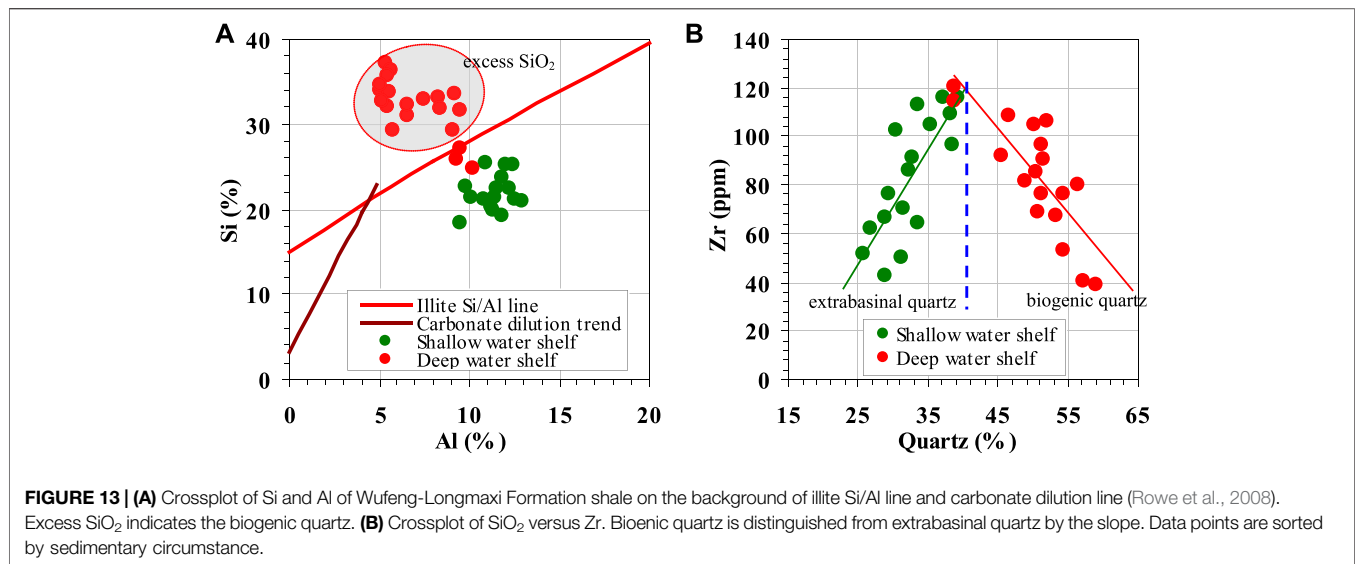 A
40
30
20
10
0
Si (%)
excess SiO₂
Illite Si/Al line
Carbonate dilution trend
Shallow water shelf
Deep water shelf
0 5 10 15 20
Al (%)
B
140
120
100
80
60
40
20
0
Zr (ppm)
extrabasinal quartz
biogenic quartz
Shallow water shelf
Deep water shelf
15 25 35 45 55 65
Quartz (%)
FIGURE 13 | (A) Crossplot of Si and Al of Wufeng-Longmaxi Formation shale on the background of illite Si/Al line and carbonate dilution line (Rowe et al., 2008).
Excess SiO₂ indicates the biogenic quartz. (B) Crossplot of SiO₂ versus Zr. Bioenic quartz is distinguished from extrabasinal quartz by the slope. Data points are sorted
by sedimentary circumstance.